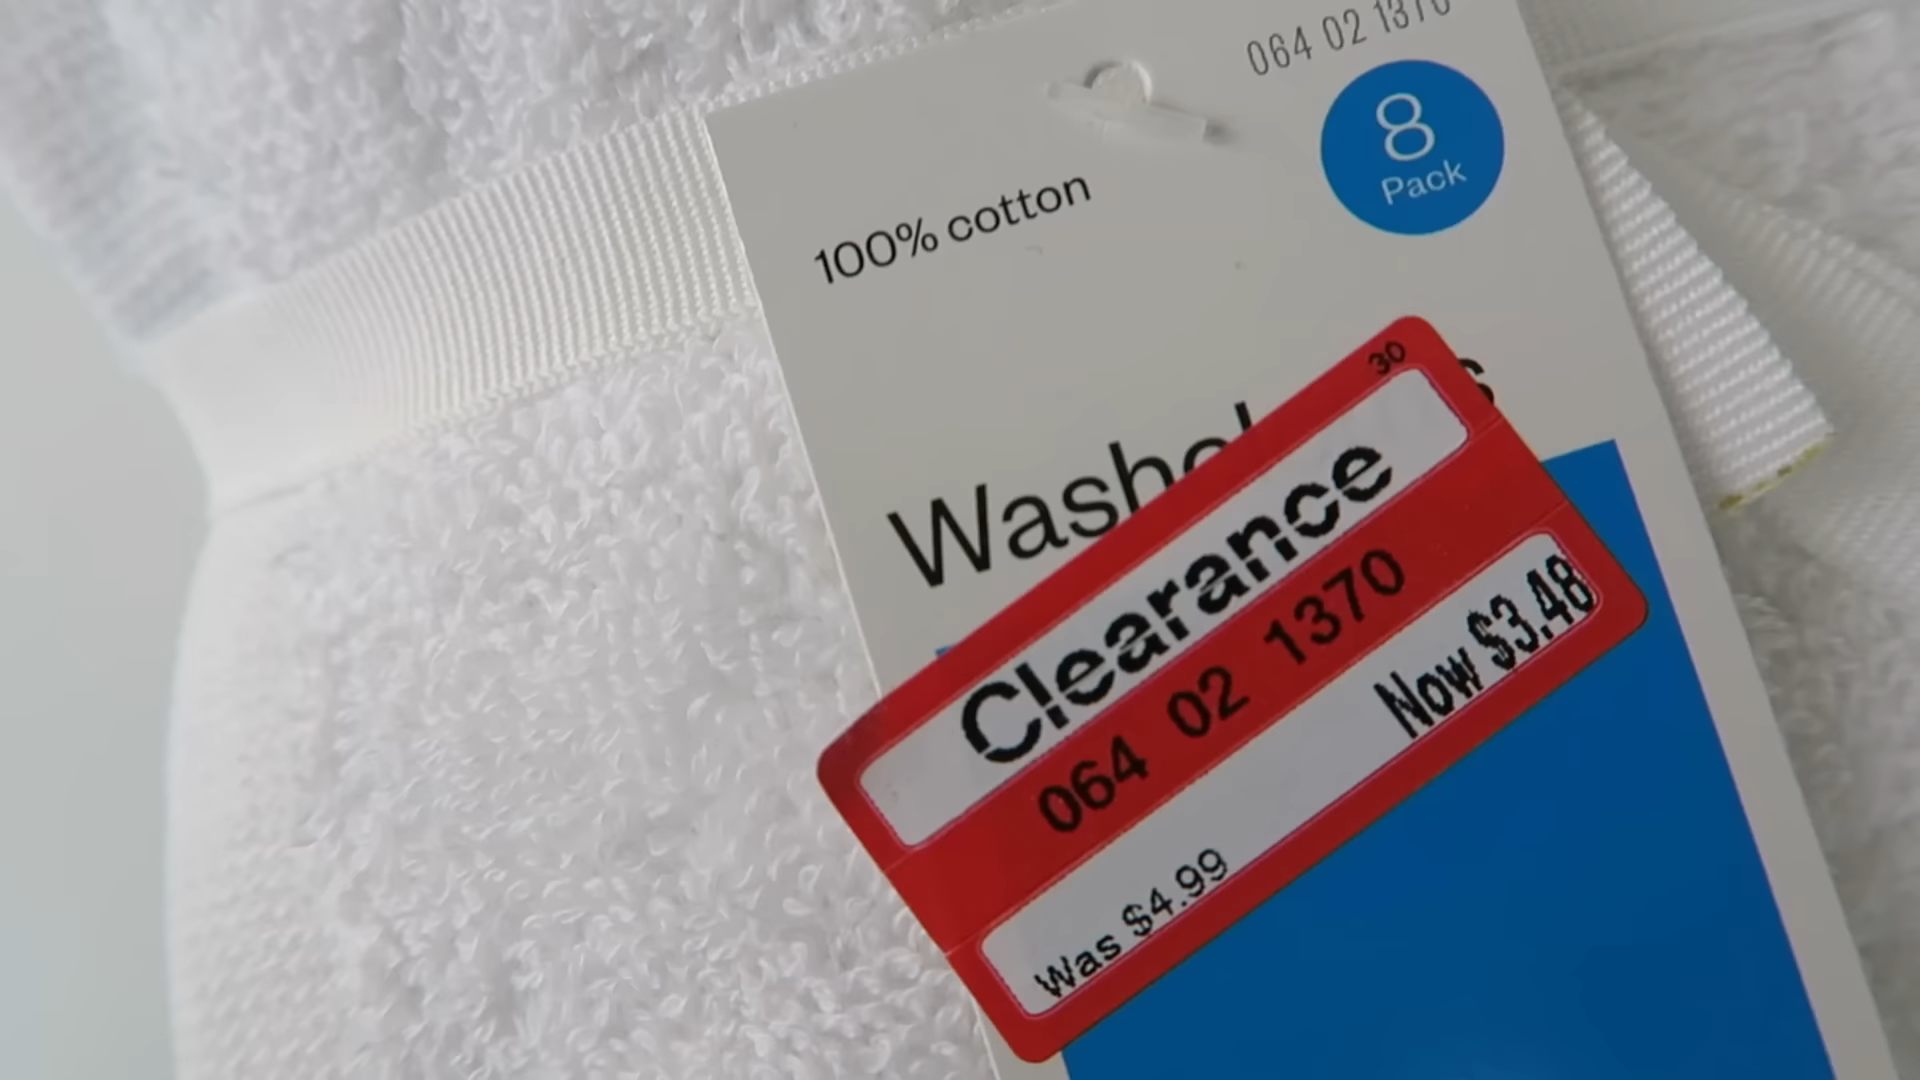 064 02 1370
8
Pack
100% cotton
30
Clearance
064 02 1370
Was $4.99 Now $3.48